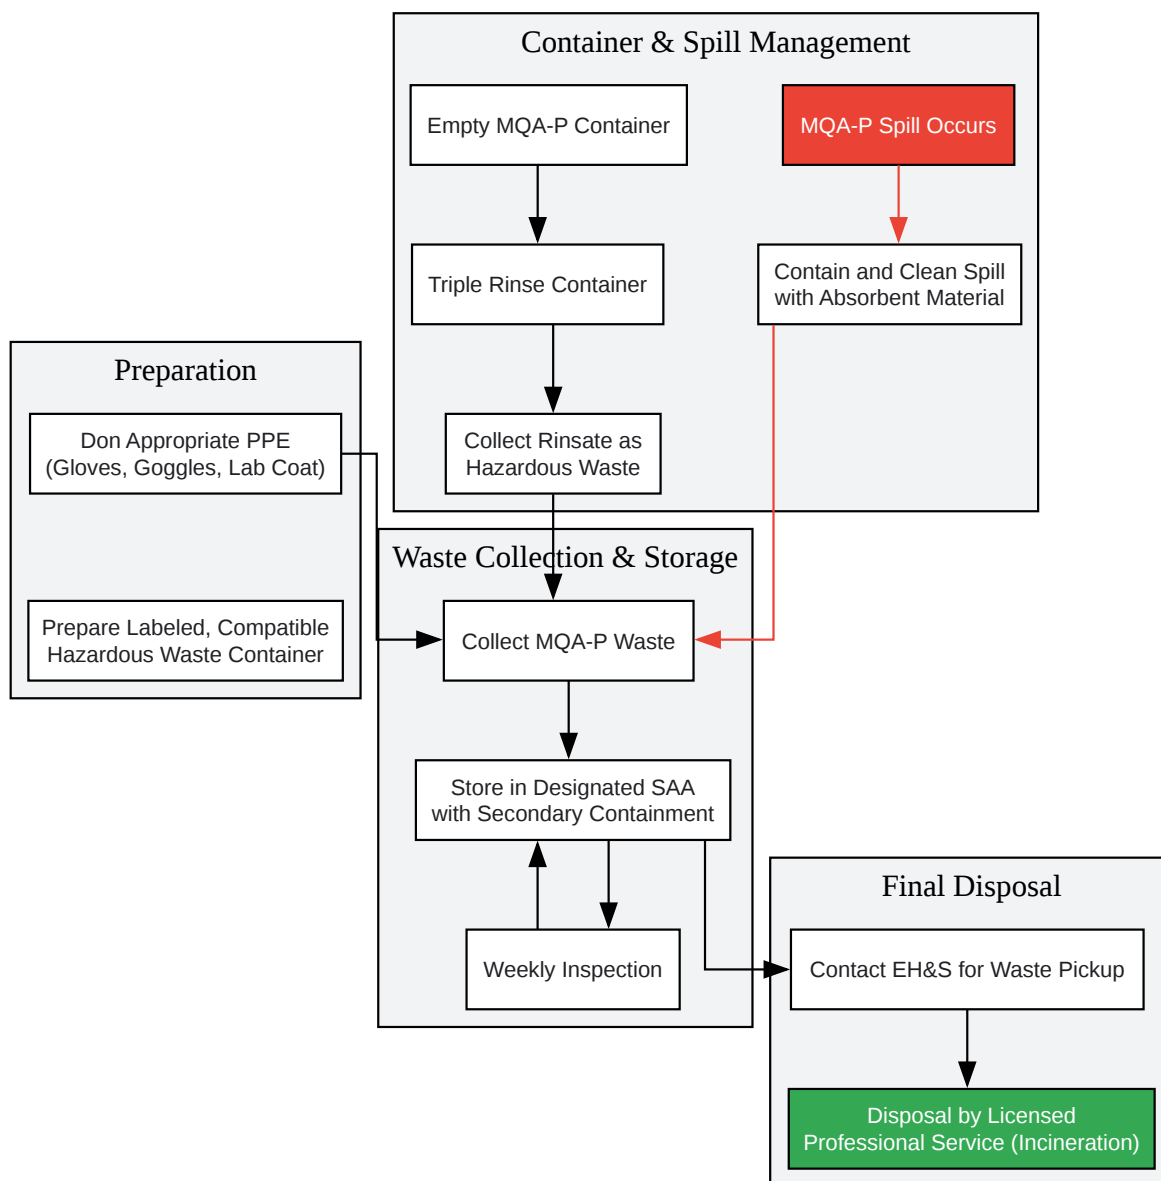 Container & Spill Management
Empty MQA-P Container
MQA-P Spill Occurs
Triple Rinse Container
Contain and Clean Spill
with Absorbent Material
Collect Rinsate as
Hazardous Waste
Preparation
Don Appropriate PPE
(Gloves, Goggles, Lab Coat)
Prepare Labeled, Compatible
Hazardous Waste Container
Waste Collection & Storage
Collect MQA-P Waste
Store in Designated SAA
with Secondary Containment
Weekly Inspection
Final Disposal
Contact EH&S for Waste Pickup
Disposal by Licensed
Professional Service (Incineration)